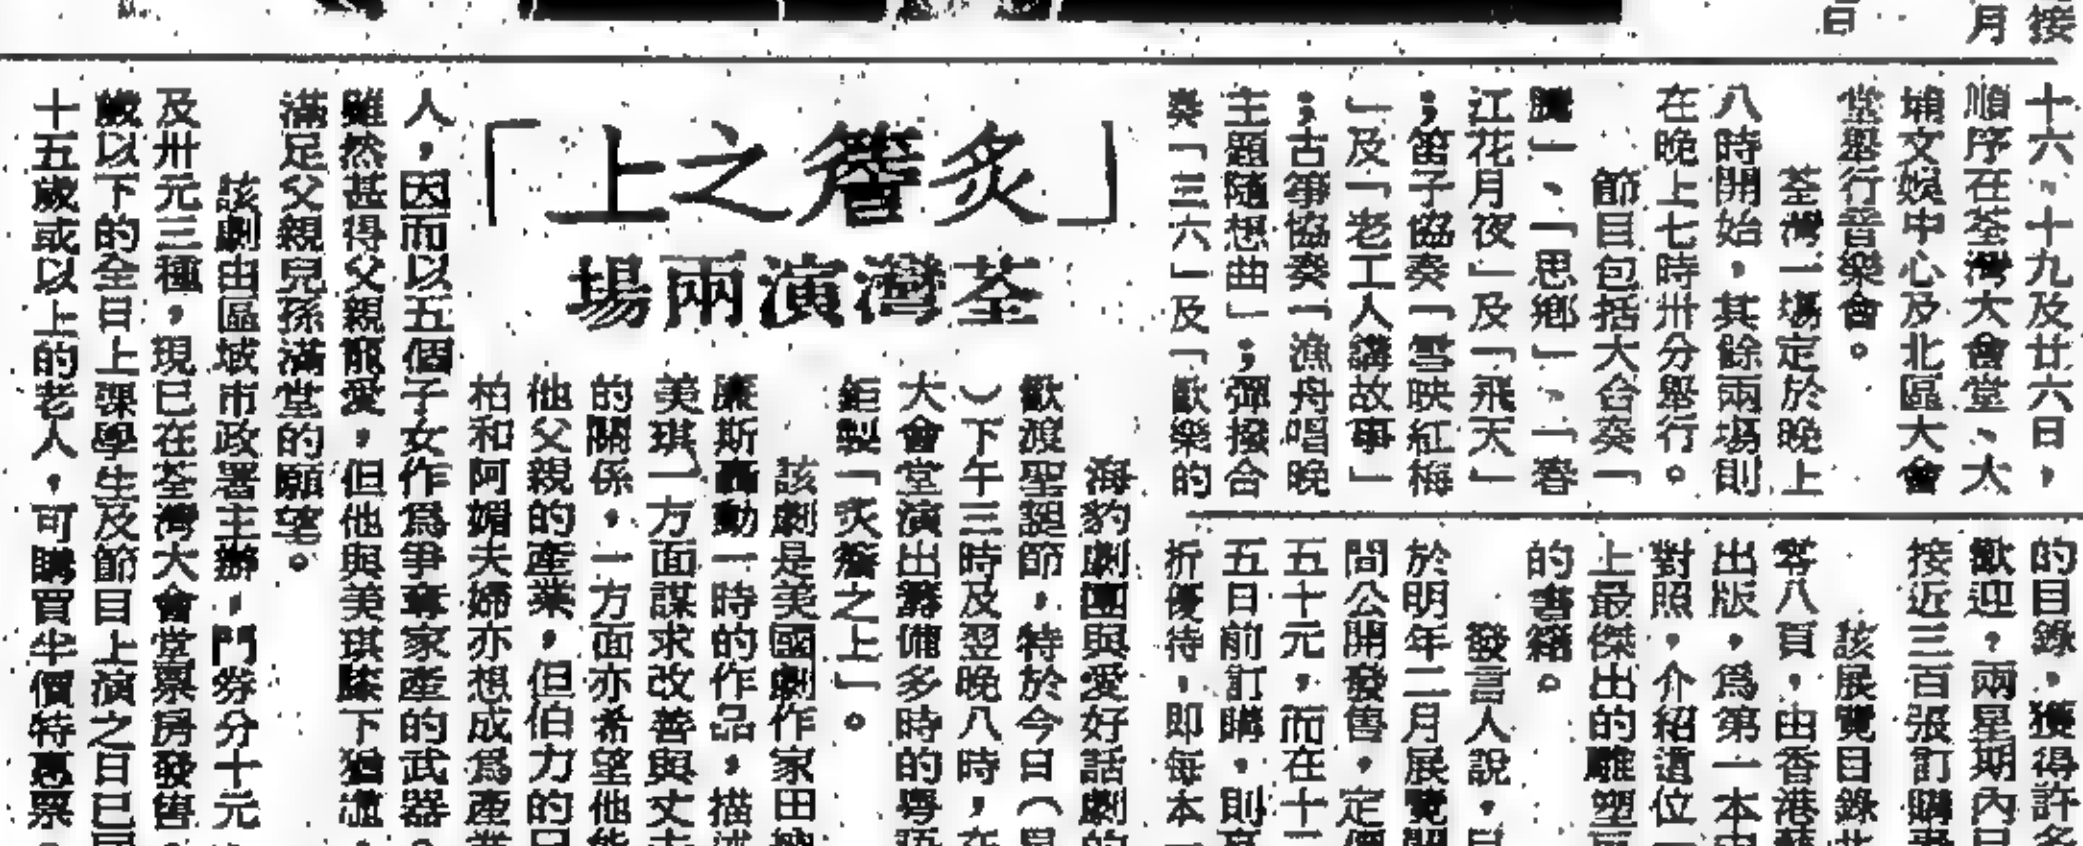 接
月
日
十六、十九及廿六日，
順序在荃灣大會堂、大
埔文娛中心及北區大會
堂舉行音樂會。
荃灣一場定於晚上
八時開始，其餘兩場則
在晚上七時卅分舉行。
節目包括大合奏「
騰」、「思鄉」、「春
江花月夜」及「飛天」
；笛子協奏「雪映紅梅
」及「老工人講故事」
；古箏協奏「漁舟唱晚
主題隨想曲」；彈撥合
奏「三六」及「歡樂的
「炙簷之上」
荃灣演兩場
海豹劇團與愛好話劇的
歡渡聖誕節，特於今日（
）下午三時及翌晚八時，在
大會堂演出籌備多時的粵語
鉅製「炙簷之上」。
該劇是美國劇作家田納
廉斯轟動一時的作品，描述
美琪一方面謀求改善與丈夫
的關係，一方面亦希望他能
他父親的產業，但伯力的兄
柏和阿媚夫婦亦想成爲產業
人，因而以五個子女作爲爭奪家產的武器。
雖然甚得父親寵愛，但他與美琪膝下猶虛，
滿足父親兒孫滿堂的願望。
該劇由區域市政署主辦，門券分十元
及卅元三種，現已在荃灣大會堂票房發售。
歲以下的全日上課學生及節目上演之日已屆
十五歲或以上的老人，可購買半價特惠票。
的目錄，獲得許多
歡迎，兩星期內已
接近三百張訂購
該展覽目錄共
零八頁，由香港藝
出版，爲第一本中
對照，介紹這位
上最傑出的雕塑
的書籍。
發言人說，目
於明年二月展覽開
間公開發售，定價
五十元，而在十二
五日前訂購，則享
折優待，即每本